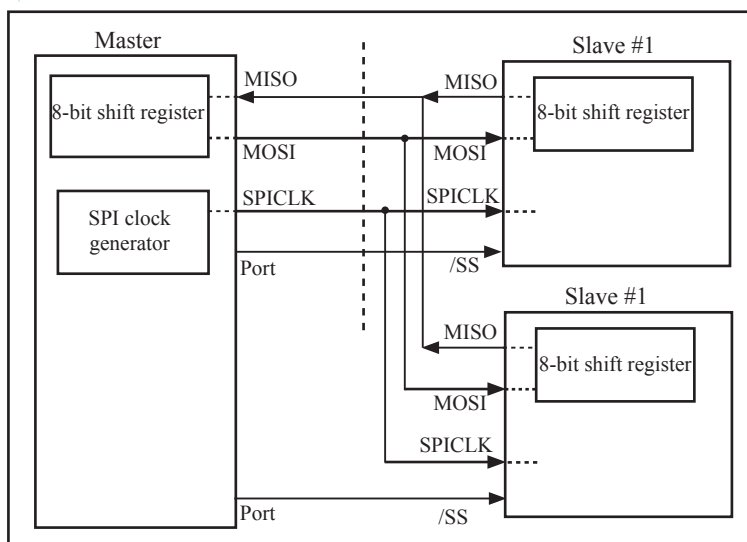 Master
Slave #1
MISO
MISO
8-bit shift register
8-bit shift register
MOSI
MOSI
SPICLK
SPICLK
SPI clock
generator
Port
/SS
Slave #1
MISO
8-bit shift register
MOSI
SPICLK
Port
/SS